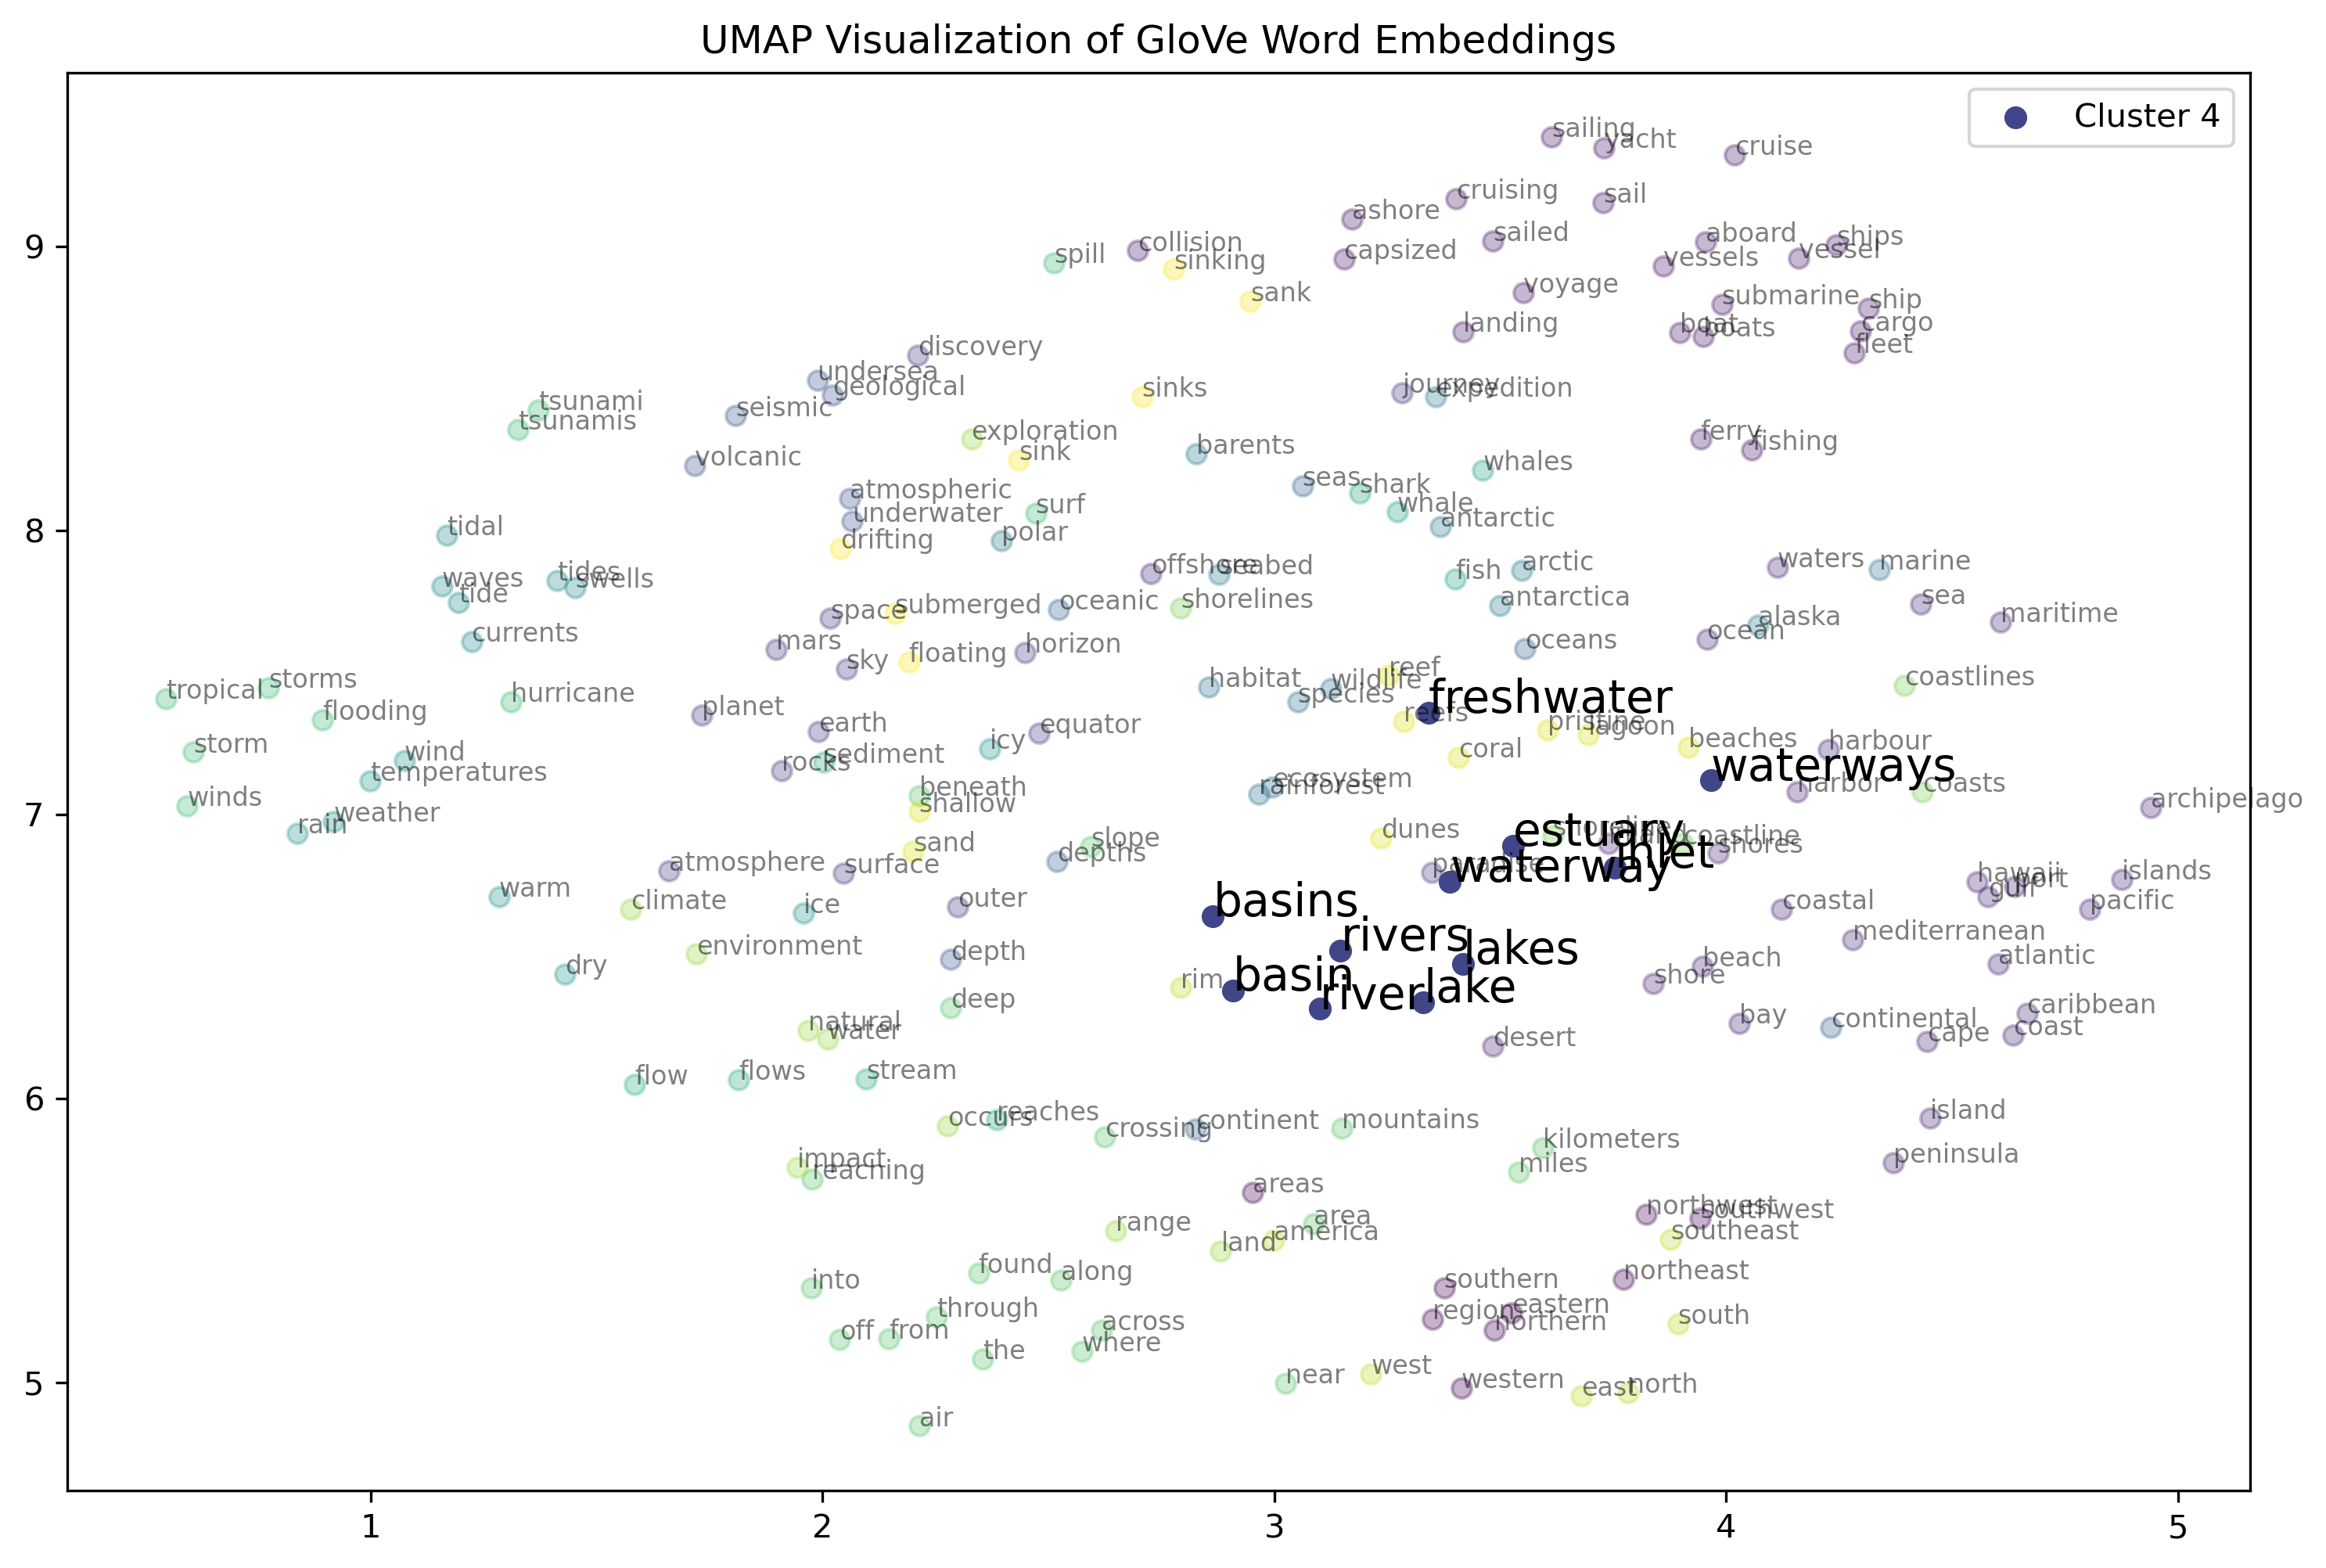 UMAP Visualization of GloVe Word Embeddings
Cluster 4
sailing
yacht
cruise
cruising
sail
ashore
sailed
aboard
ships
collision
capsized
vessel
spill
sinking
vessels
voyage
sank
submarine
ship
landing
boat
boats
cargo
fleet
discovery
undersea
geological
journey
expedition
sinks
tsunami
tsunamis
seismic
exploration
ferry
fishing
sink
barents
volcanic
whales
seas
shark
atmospheric
whale
surf
underwater
antarctic
tidal
drifting
polar
offshore
seabed
waters
marine
waves
tides
swells
fish
arctic
tide
space
submerged
oceanic
shorelines
antarctica
sea
maritime
currents
mars
sky
floating
horizon
oceans
ocean
alaska
storms
tropical
hurricane
habitat
wildlife
reef
species
coastlines
flooding
planet
earth
equator
freshwater
reefs
pristine
lagoon
storm
wind
icy
coral
beaches
harbour
temperatures
rocks
sediment
rainforest
ecosystem
waterways
harbor
coasts
archipelago
winds
beneath
shallow
weather
rain
sand
slope
dunes
estuary
shoreline
coastline
shores
inlet
depths
atmosphere
surface
paradise
waterway
hawaii
port
islands
gulf
warm
climate
ice
outer
basins
coastal
pacific
environment
depth
rivers
lakes
mediterranean
beach
atlantic
dry
deep
rim
basin
river
lake
shore
natural
water
desert
bay
continental
caribbean
cape
coast
flow
flows
stream
occurs
reaches
crossing
continent
mountains
island
impact
reaching
kilometers
miles
peninsula
areas
range
area
land
america
northwest
southwest
southeast
found
into
along
southern
northeast
through
off
from
across
region
eastern
northern
south
the
where
near
west
western
east
north
air
9
8
7
6
5
1
2
3
4
5